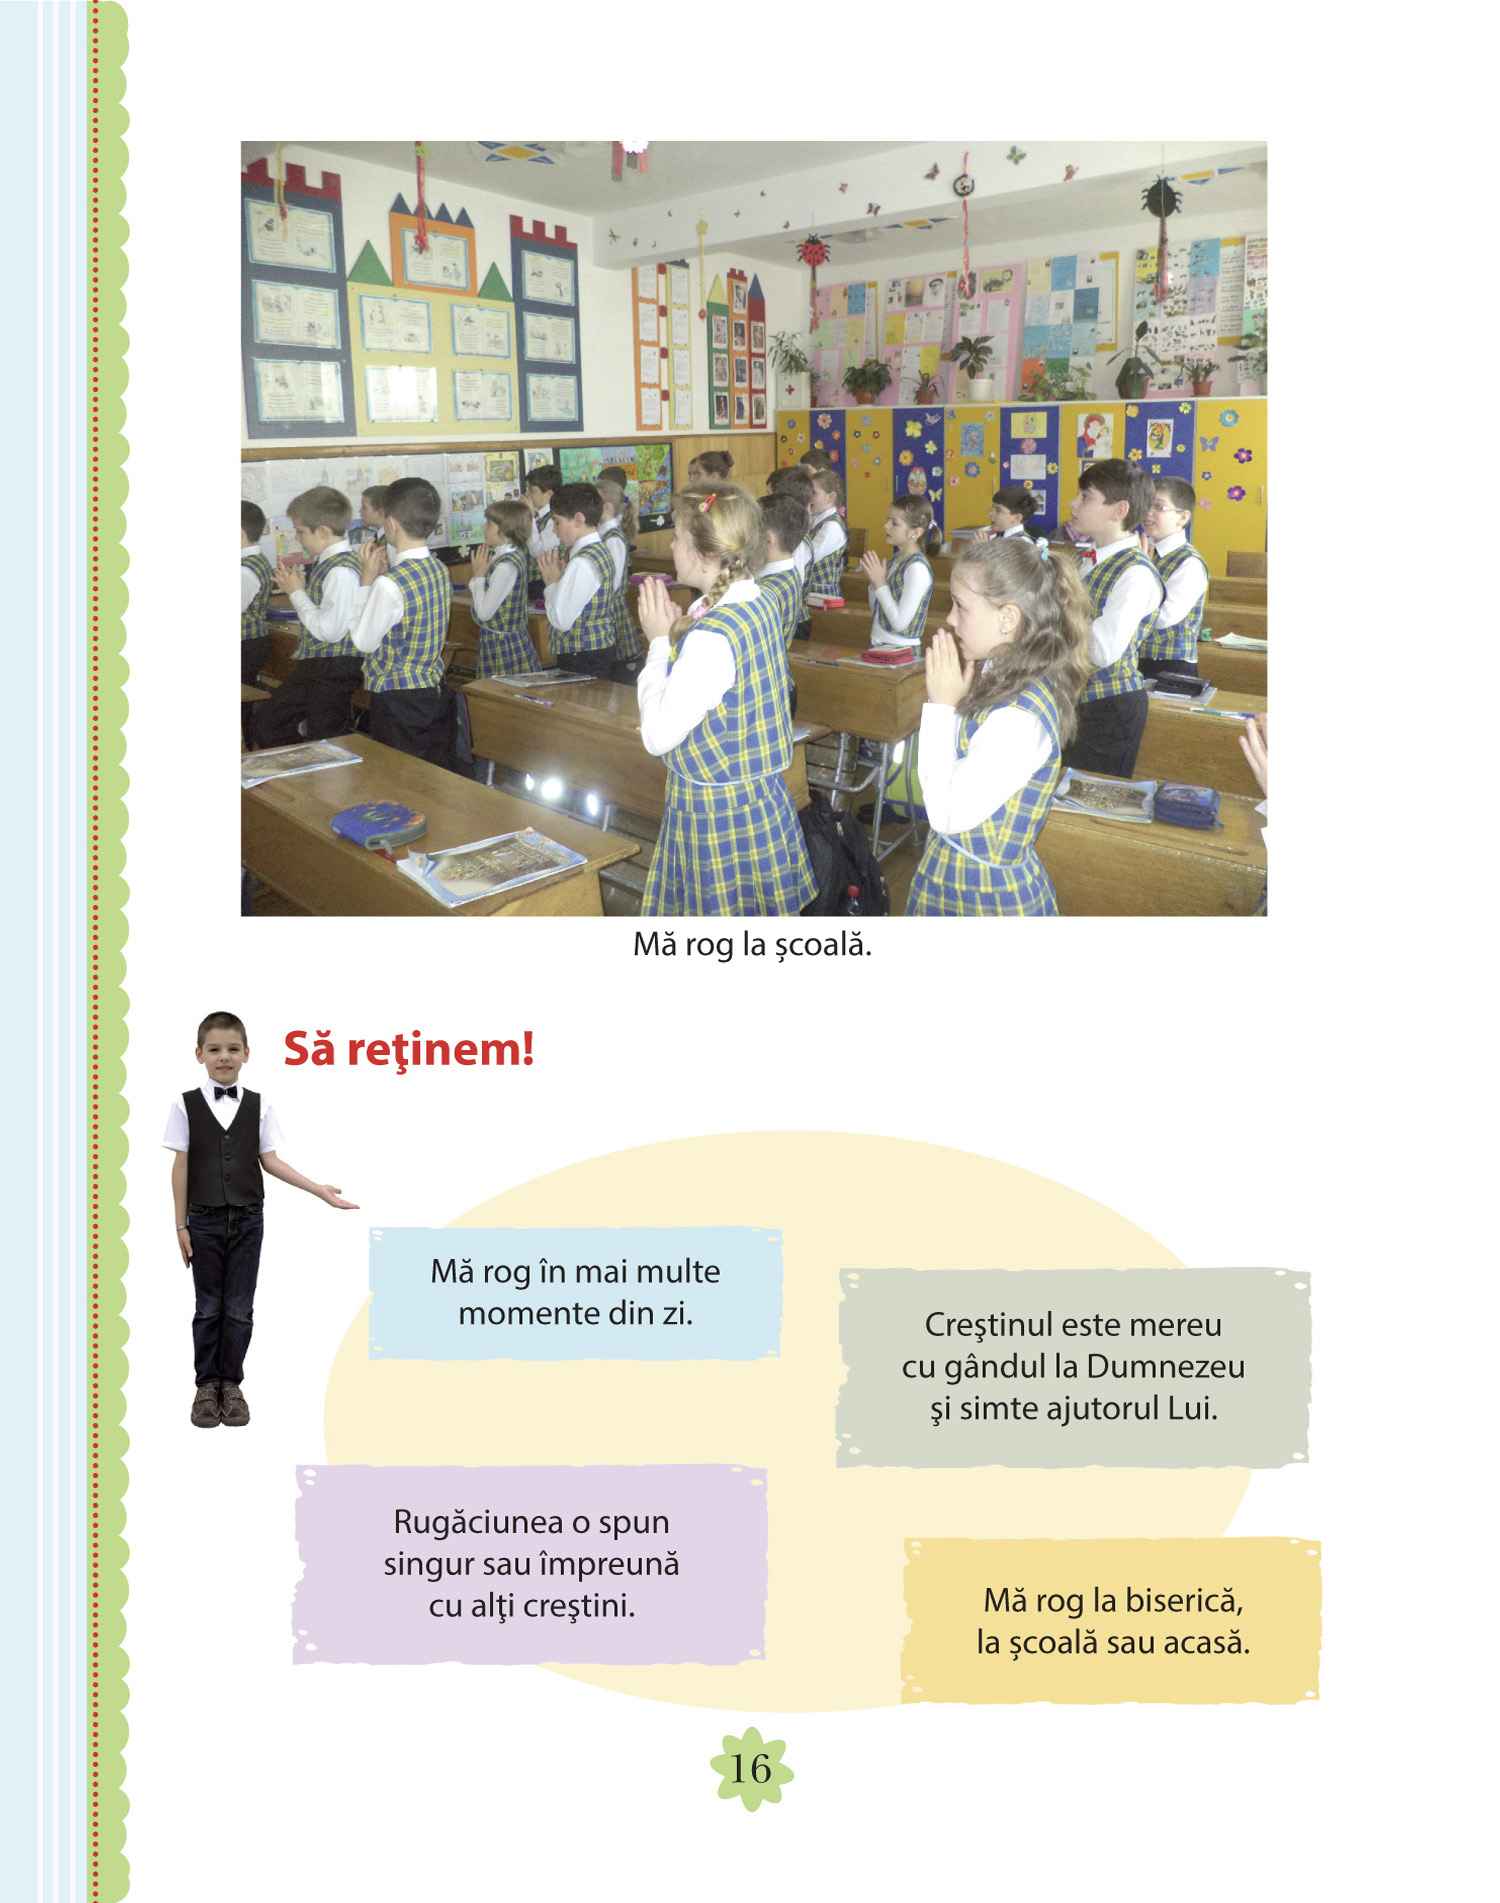 Mă rog la școală.
Să reţinem!
Mă rog în mai multe
momente din zi.
Creştinul este mereu
cu gândul la Dumnezeu
şi simte ajutorul Lui.
Rugăciunea o spun
singur sau împreună
cu alţi creştini.
Mă rog la biserică,
la școală sau acasă.
16